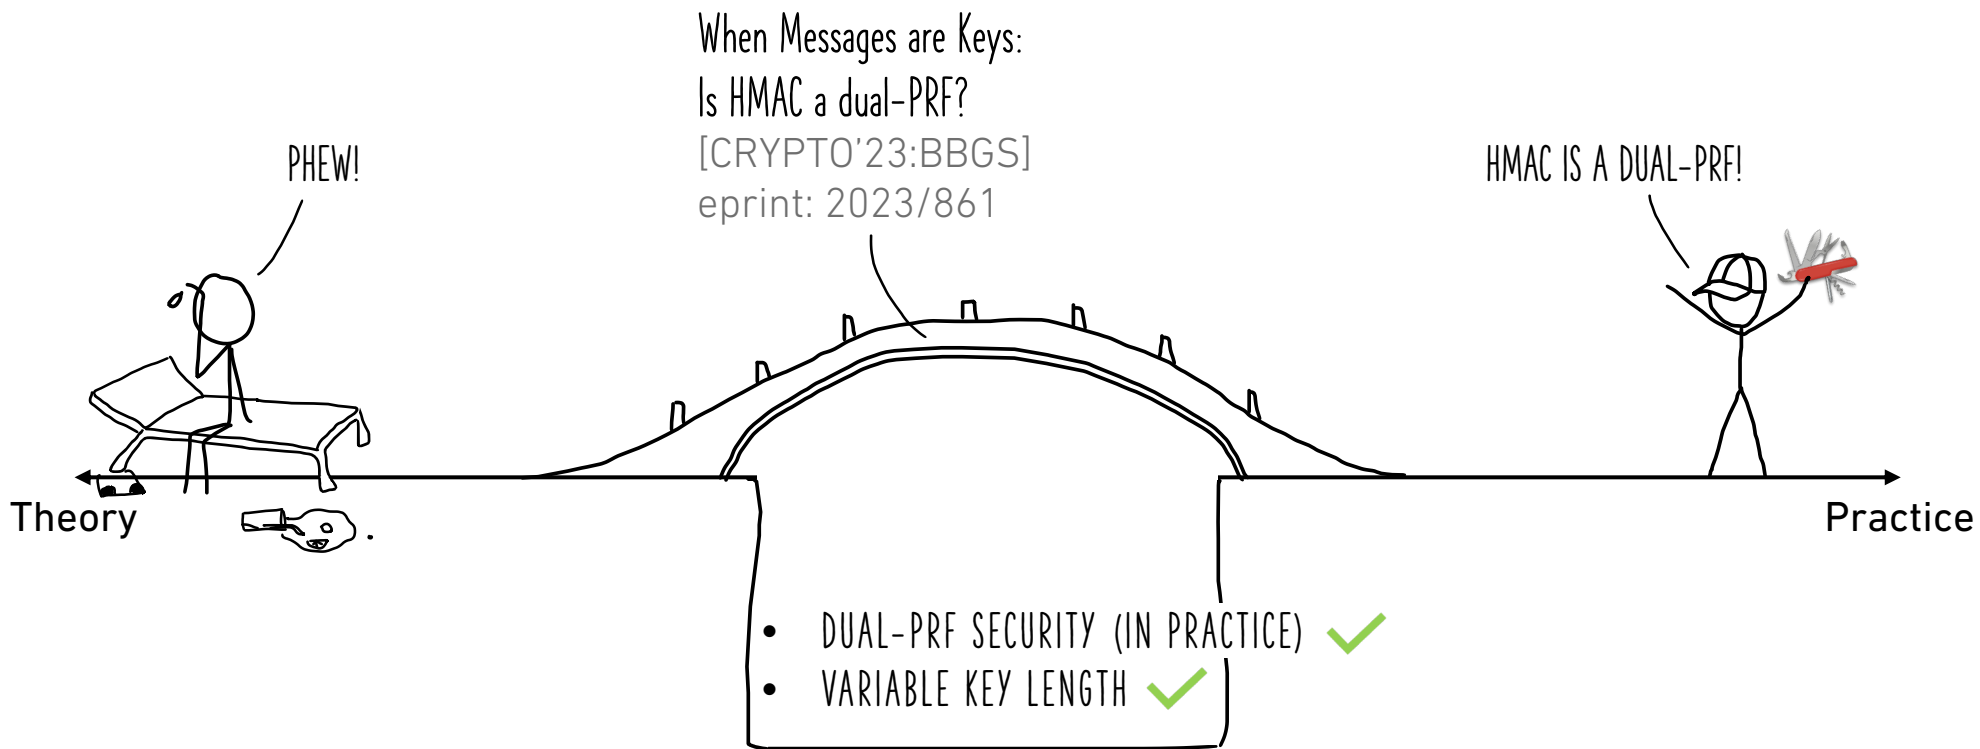 When Messages are Keys:
Is HMAC a dual-PRF?
[CRYPTO'23:BBGS]
eprint: 2023/861
PHEW!
HMAC IS A DUAL-PRF!
Theory
Practice
• DUAL-PRF SECURITY (IN PRACTICE)
• VARIABLE KEY LENGTH